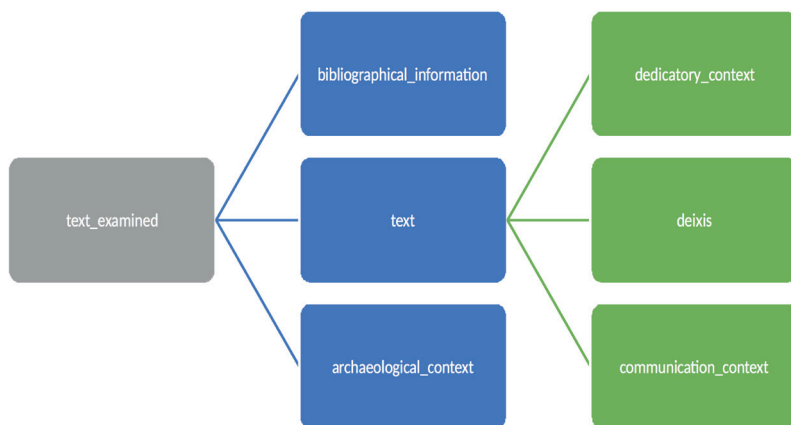 text_examined
bibliographical_information
text
archaeological_context
dedicatory_context
deixis
communication_context